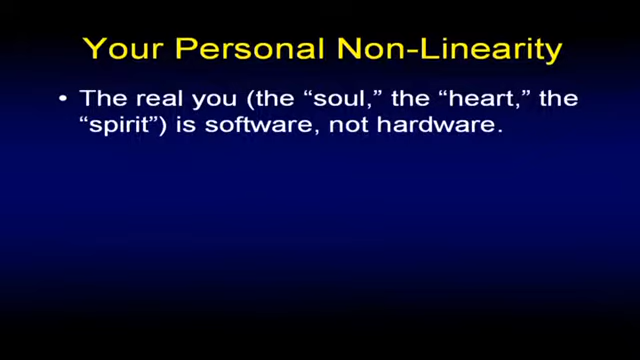 Your Personal Non-Linearity
• The real you (the “soul,” the “heart,” the
“spirit”) is software, not hardware.